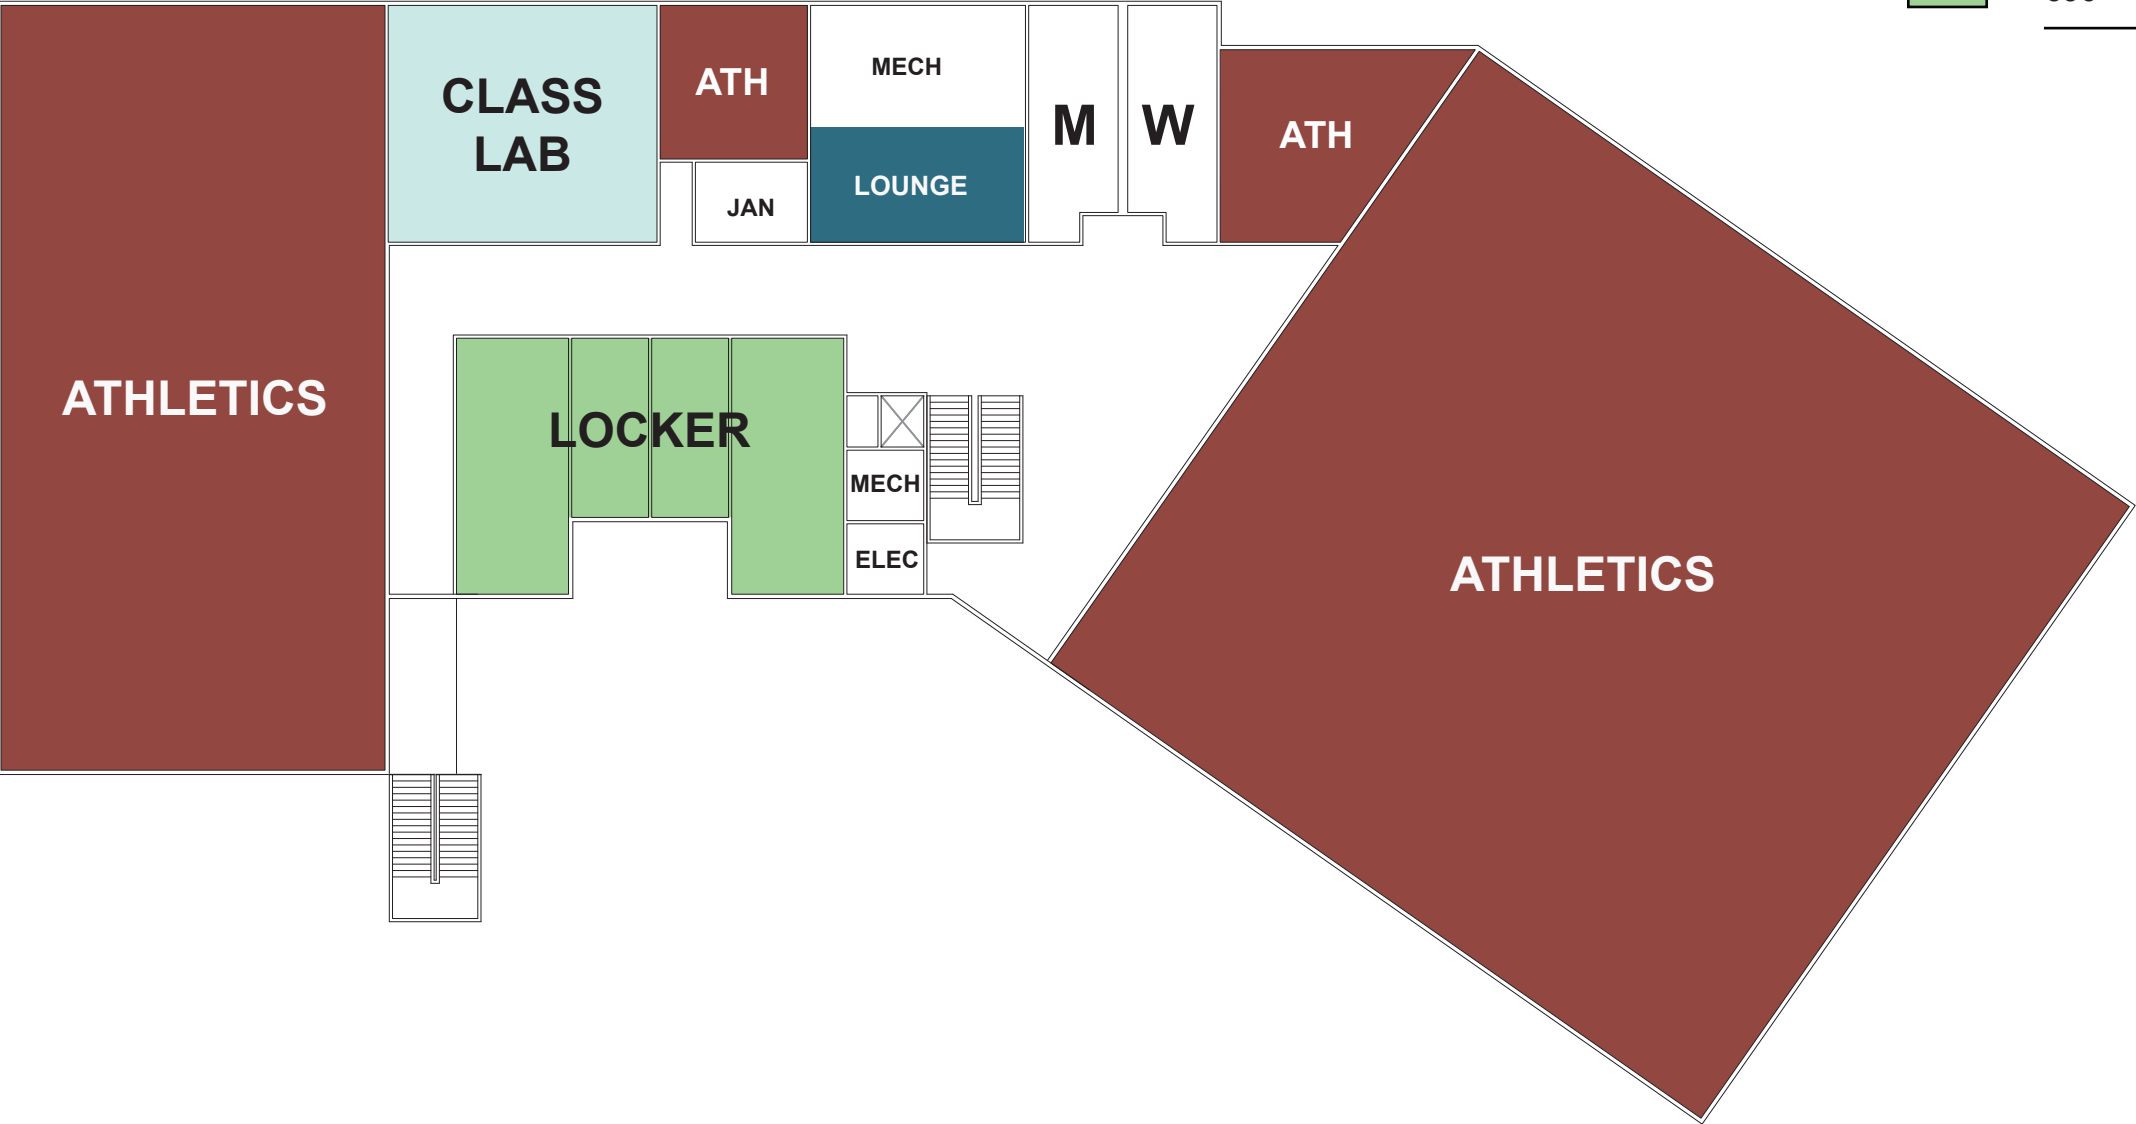 CLASS
LAB
ATH
MECH
M
W
ATH
LOUNGE
JAN
ATHLETICS
LOCKER
MECH
ELEC
ATHLETICS